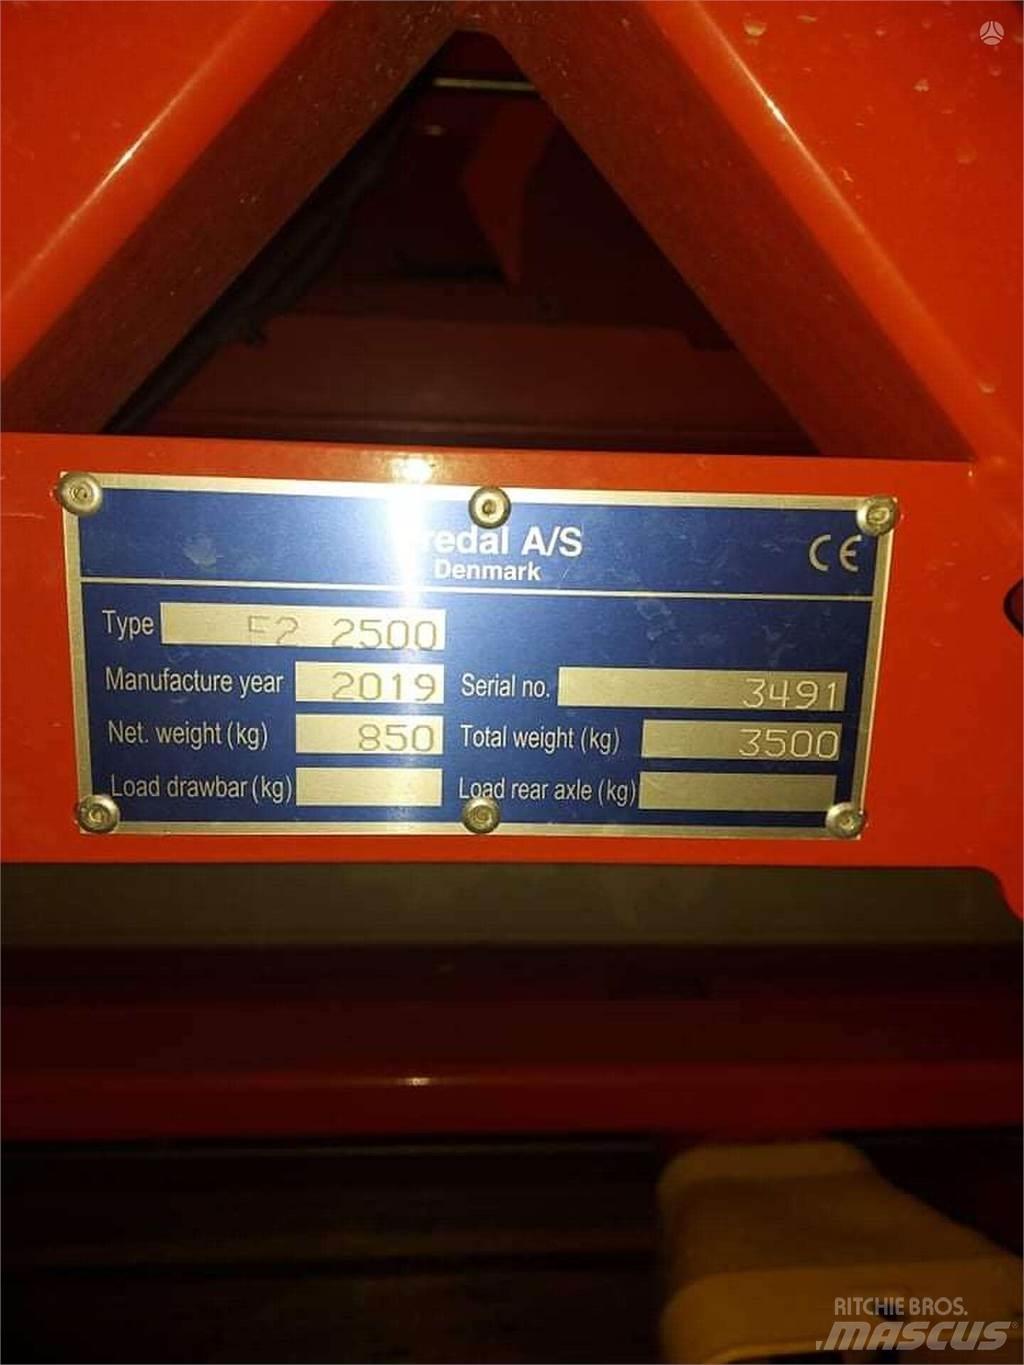 A/S
Denmark
CE
Type F2 2500
Manufacture year 2019 Serial no. 3491
Net. weight (kg) 850 Total weight (kg) 3500
Load drawbar (kg) Load rear axle (kg)
RITCHIE BROS.
MASCUS